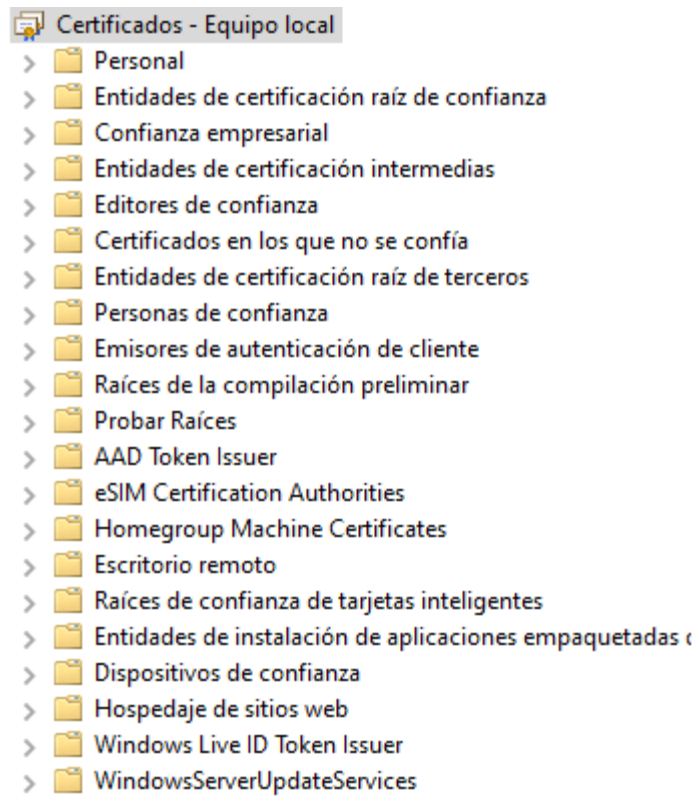 Certificados - Equipo local
Personal
Entidades de certificación raíz de confianza
Confianza empresarial
Entidades de certificación intermedias
Editores de confianza
Certificados en los que no se confía
Entidades de certificación raíz de terceros
Personas de confianza
Emisores de autenticación de cliente
Raíces de la compilación preliminar
Probar Raíces
AAD Token Issuer
eSIM Certification Authorities
Homegroup Machine Certificates
Escritorio remoto
Raíces de confianza de tarjetas inteligentes
Entidades de instalación de aplicaciones empaquetadas
Dispositivos de confianza
Hospedaje de sitios web
Windows Live ID Token Issuer
WindowsServerUpdateServices